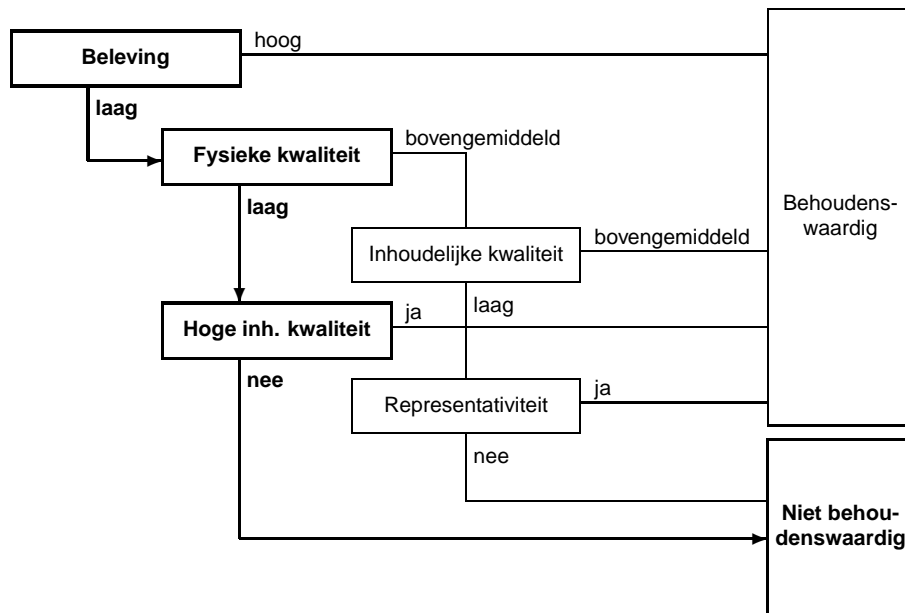 hoog
Beleving
laag
bovengemiddeld
Fysieke kwaliteit
laag
Behoudens-
waardig
bovengemiddeld
Inhoudelijke kwaliteit
laag
ja
Hoge inh. kwaliteit
nee
ja
Representativiteit
nee
Niet behou-
denswaardig